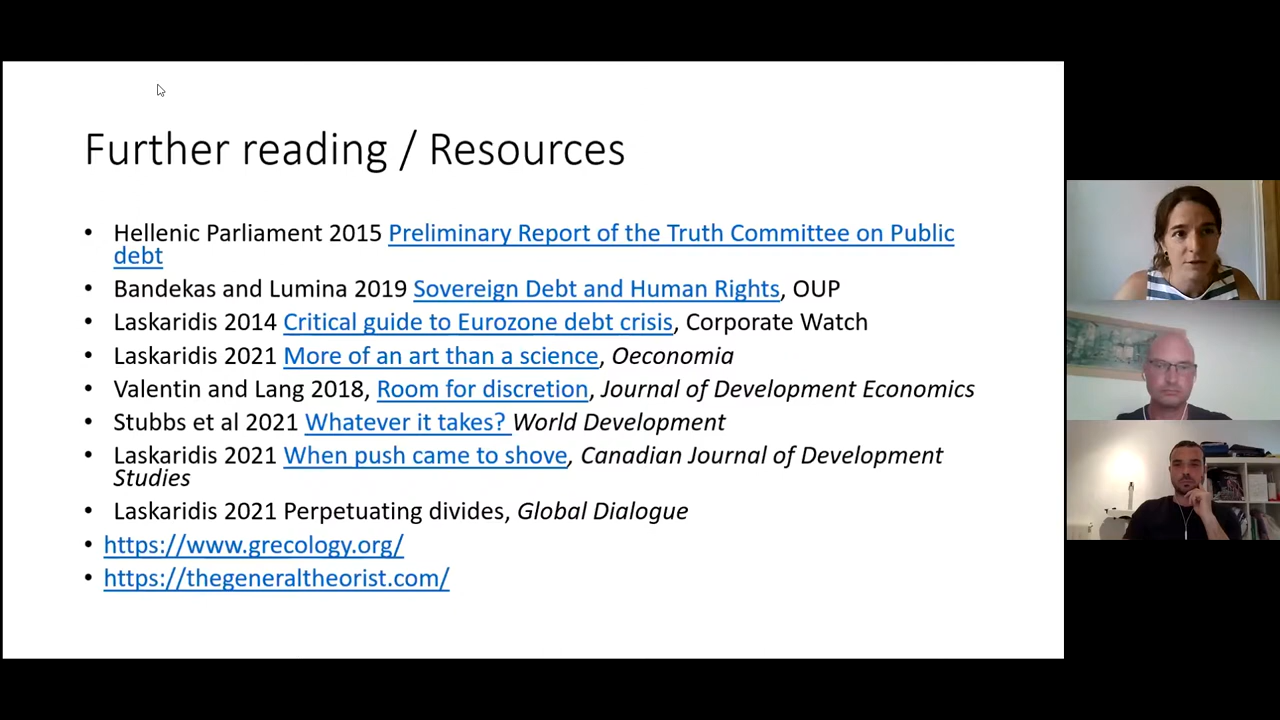 Further reading / Resources
• Hellenic Parliament 2015 Preliminary Report of the Truth Committee on Public
debt
• Bandekas and Lumina 2019 Sovereign Debt and Human Rights, OUP
• Laskaridis 2014 Critical guide to Eurozone debt crisis, Corporate Watch
• Laskaridis 2021 More of an art than a science, Oeconomia
• Valentin and Lang 2018, Room for discretion, Journal of Development Economics
• Stubbs et al 2021 Whatever it takes? World Development
• Laskaridis 2021 When push came to shove, Canadian Journal of Development
Studies
• Laskaridis 2021 Perpetuating divides, Global Dialogue
• https://www.grecology.org/
• https://thegeneraltheorist.com/